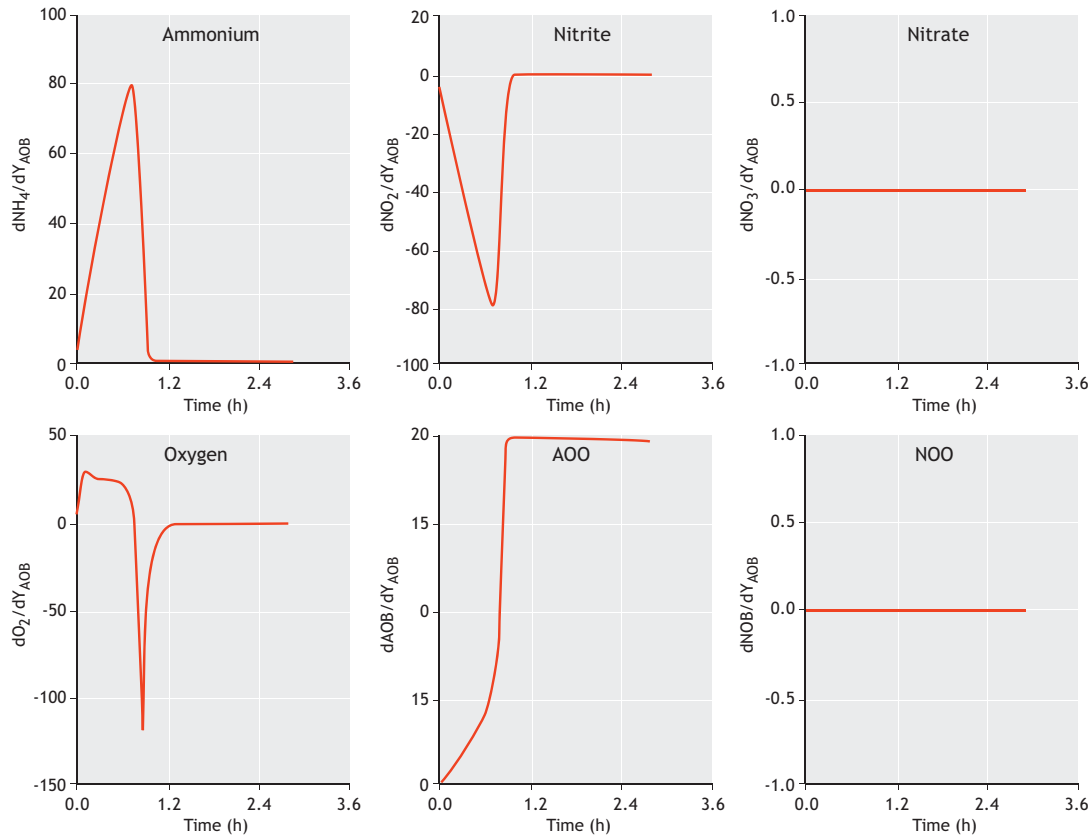 Ammonium
100
80
60
40
20
0
dNH4/dYAOB
0.0 1.2 2.4 3.6
Time (h)
Nitrite
20
0
-20
-40
-60
-80
-100
dNO2/dYAOB
0.0 1.2 2.4 3.6
Time (h)
Nitrate
1.0
0.5
0.0
-0.5
-1.0
dNO3/dYAOB
0.0 1.2 2.4 3.6
Time (h)
Oxygen
50
0
-50
-100
-150
dO2/dYAOB
0.0 1.2 2.4 3.6
Time (h)
AOO
20
15
0
15
0
dAOB/dYAOB
0.0 1.2 2.4 3.6
Time (h)
NOO
1.0
0.5
0.0
-0.5
-1.0
dNOB/dYAOB
0.0 1.2 2.4 3.6
Time (h)